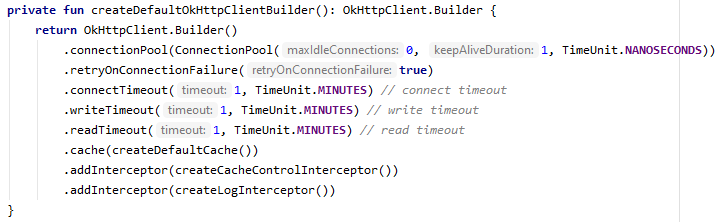 private fun createDefaultOkHttpClientBuilder(): OkHttpClient.Builder {
return OkHttpClient.Builder()
.connectionPool(ConnectionPool( maxIdleConnections: 0, keepAliveDuration: 1, TimeUnit.NANOSECONDS))
.retryOnConnectionFailure( retryOnConnectionFailure: true)
.connectTimeout( timeout: 1, TimeUnit.MINUTES) // connect timeout
.writeTimeout( timeout: 1, TimeUnit.MINUTES) // write timeout
.readTimeout( timeout: 1, TimeUnit.MINUTES) // read timeout
.cache(createDefaultCache())
.addInterceptor(createCacheControlInterceptor())
.addInterceptor(createLogInterceptor())
}